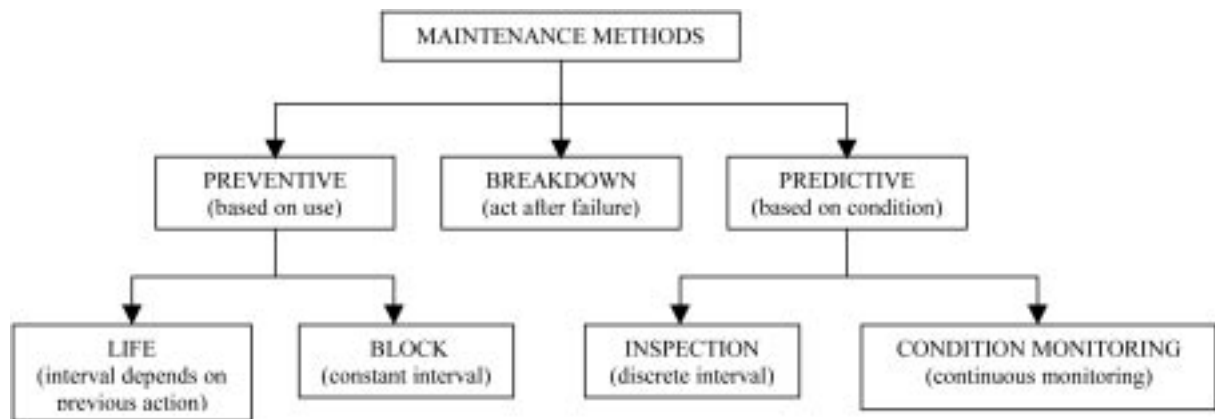 MAINTENANCE METHODS
PREVENTIVE
(based on use)
BREAKDOWN
(act after failure)
PREDICTIVE
(based on condition)
LIFE
(interval depends on
previous action)
BLOCK
(constant interval)
INSPECTION
(discrete interval)
CONDITION MONITORING
(continuous monitoring)